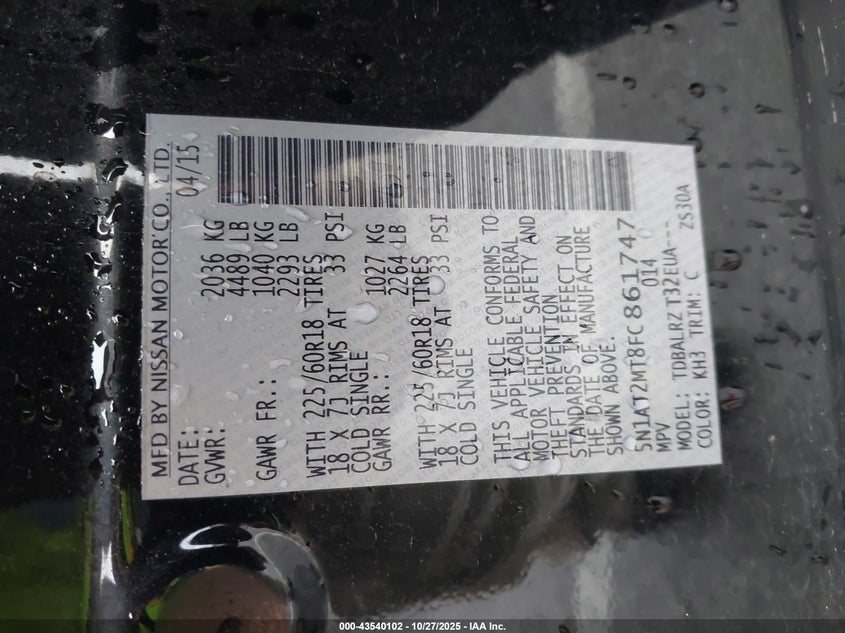 MFD BY NISSAN MOTOR CO., LTD.
DATE: 04/15
GVWR: 2036 KG
4489 LB
GAWR FR.: 1040 KG
2293 LB
WITH 225/60R18 TIRES
18 X 7J RIMS AT 33 PSI
COLD SINGLE
GAWR RR.: 1027 KG
2264 LB
WITH 225/60R18 TIRES
18 X 7J RIMS AT 33 PSI
COLD SINGLE
THIS VEHICLE CONFORMS TO
ALL APPLICABLE FEDERAL
MOTOR VEHICLE SAFETY AND
THEFT PREVENTION
STANDARDS IN EFFECT ON
THE DATE OF MANUFACTURE
SHOWN ABOVE.
5N1AT2MT8FC861747
MPV 014
MODEL: TDBALRZ T32EUA---
COLOR: KH3 TRIM: C ZS30A
000-43540102 - 10/27/2025 - IAA Inc.